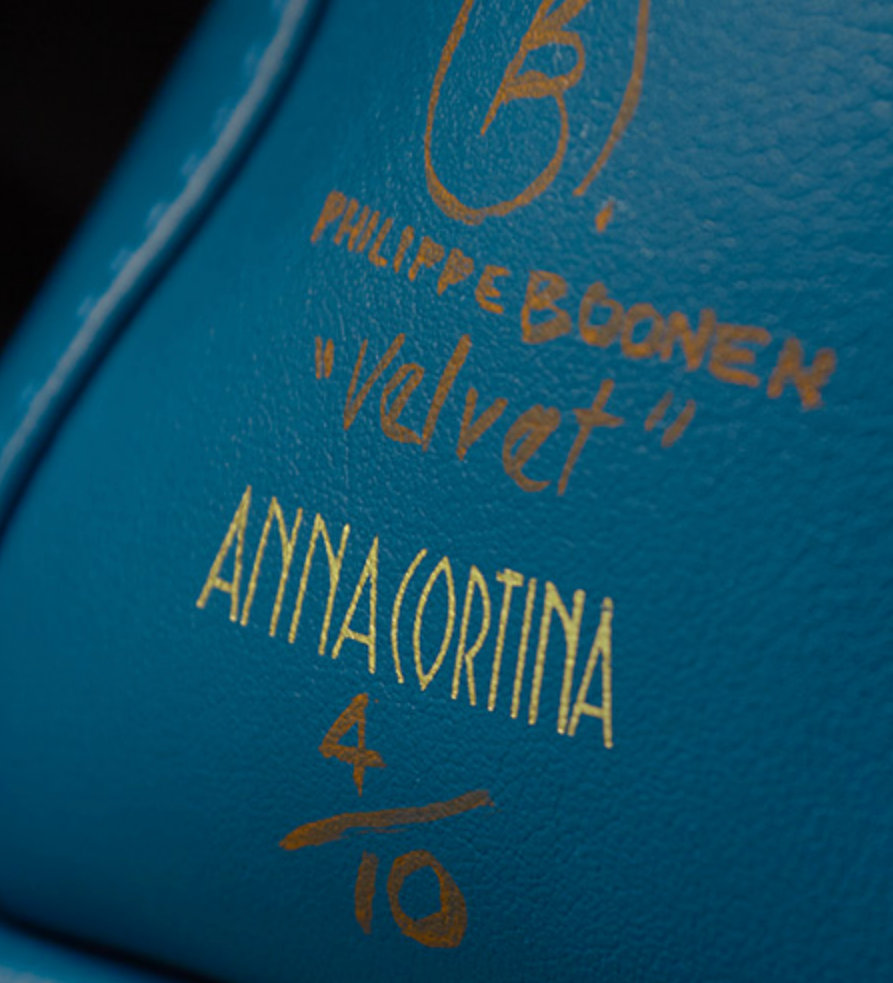 B
PHILIPPE BOONEN
"Velvet"
ANNA CORTINA
4
10